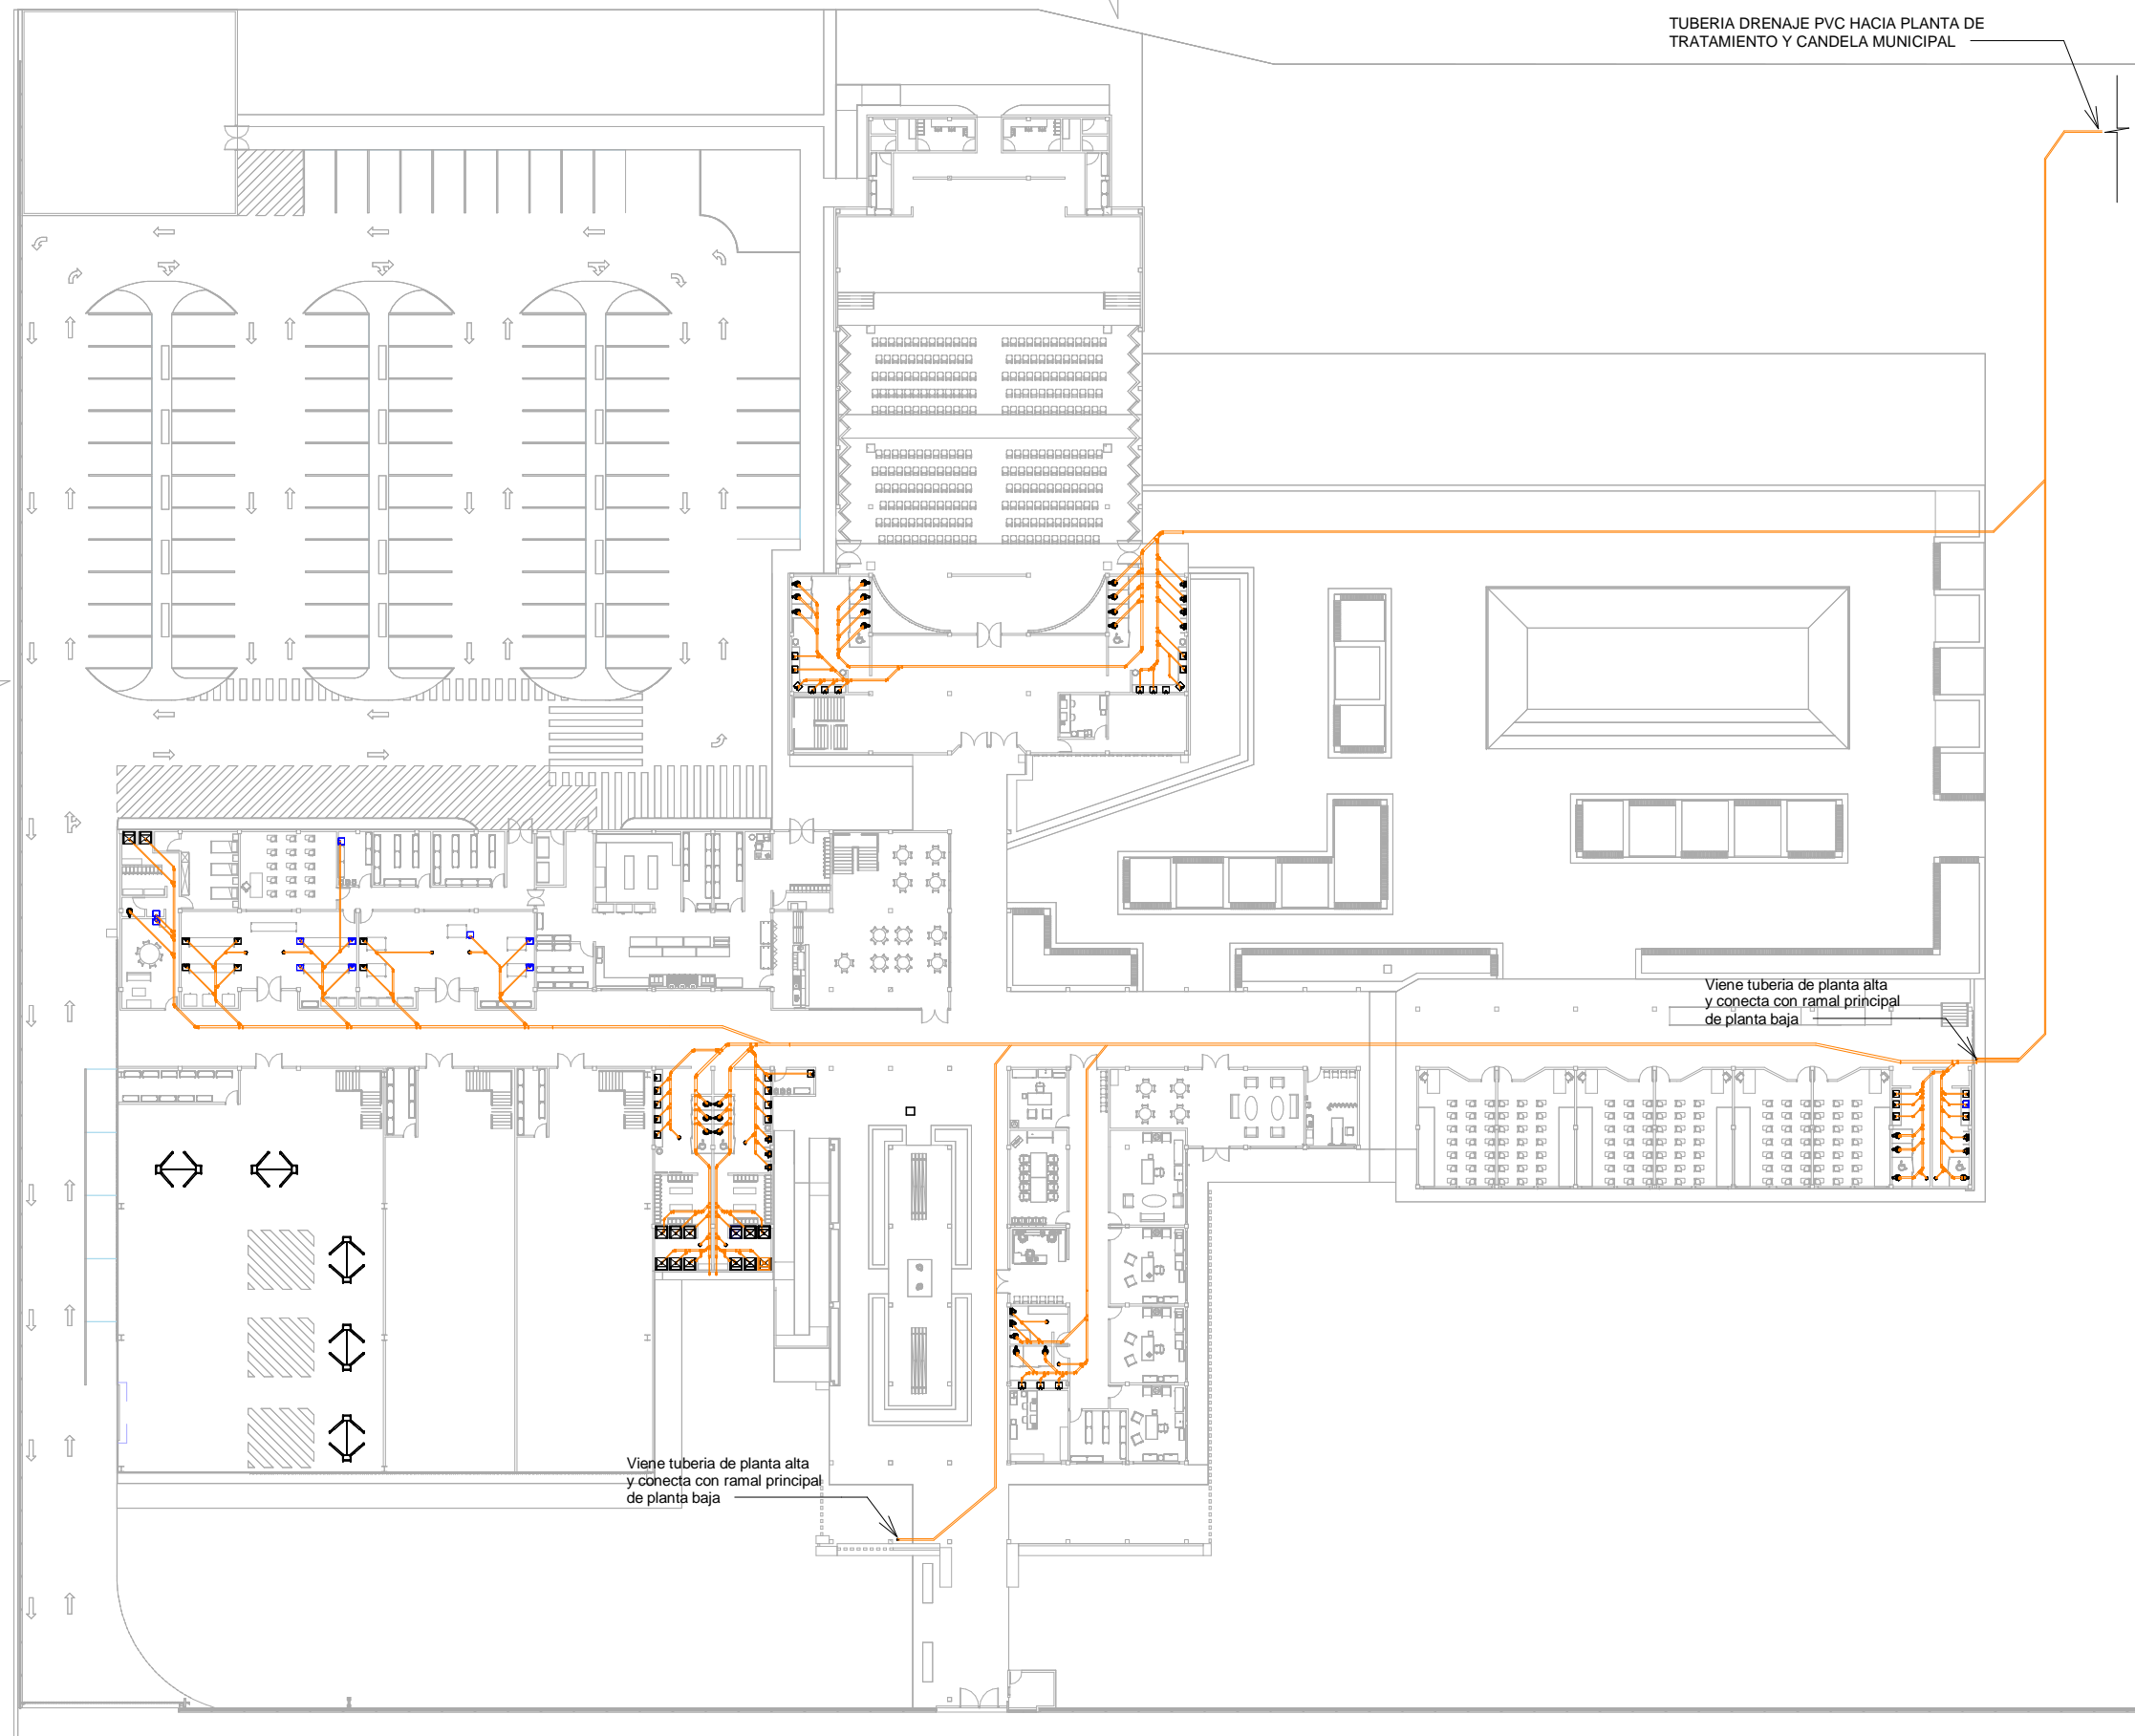 TUBERIA DRENAJE PVC HACIA PLANTA DE
TRATAMIENTO Y CANDELA MUNICIPAL
Viene tuberia de planta alta
y conecta con ramal principal
de planta baja
Viene tuberia de planta alta
y conecta con ramal principal
de planta baja